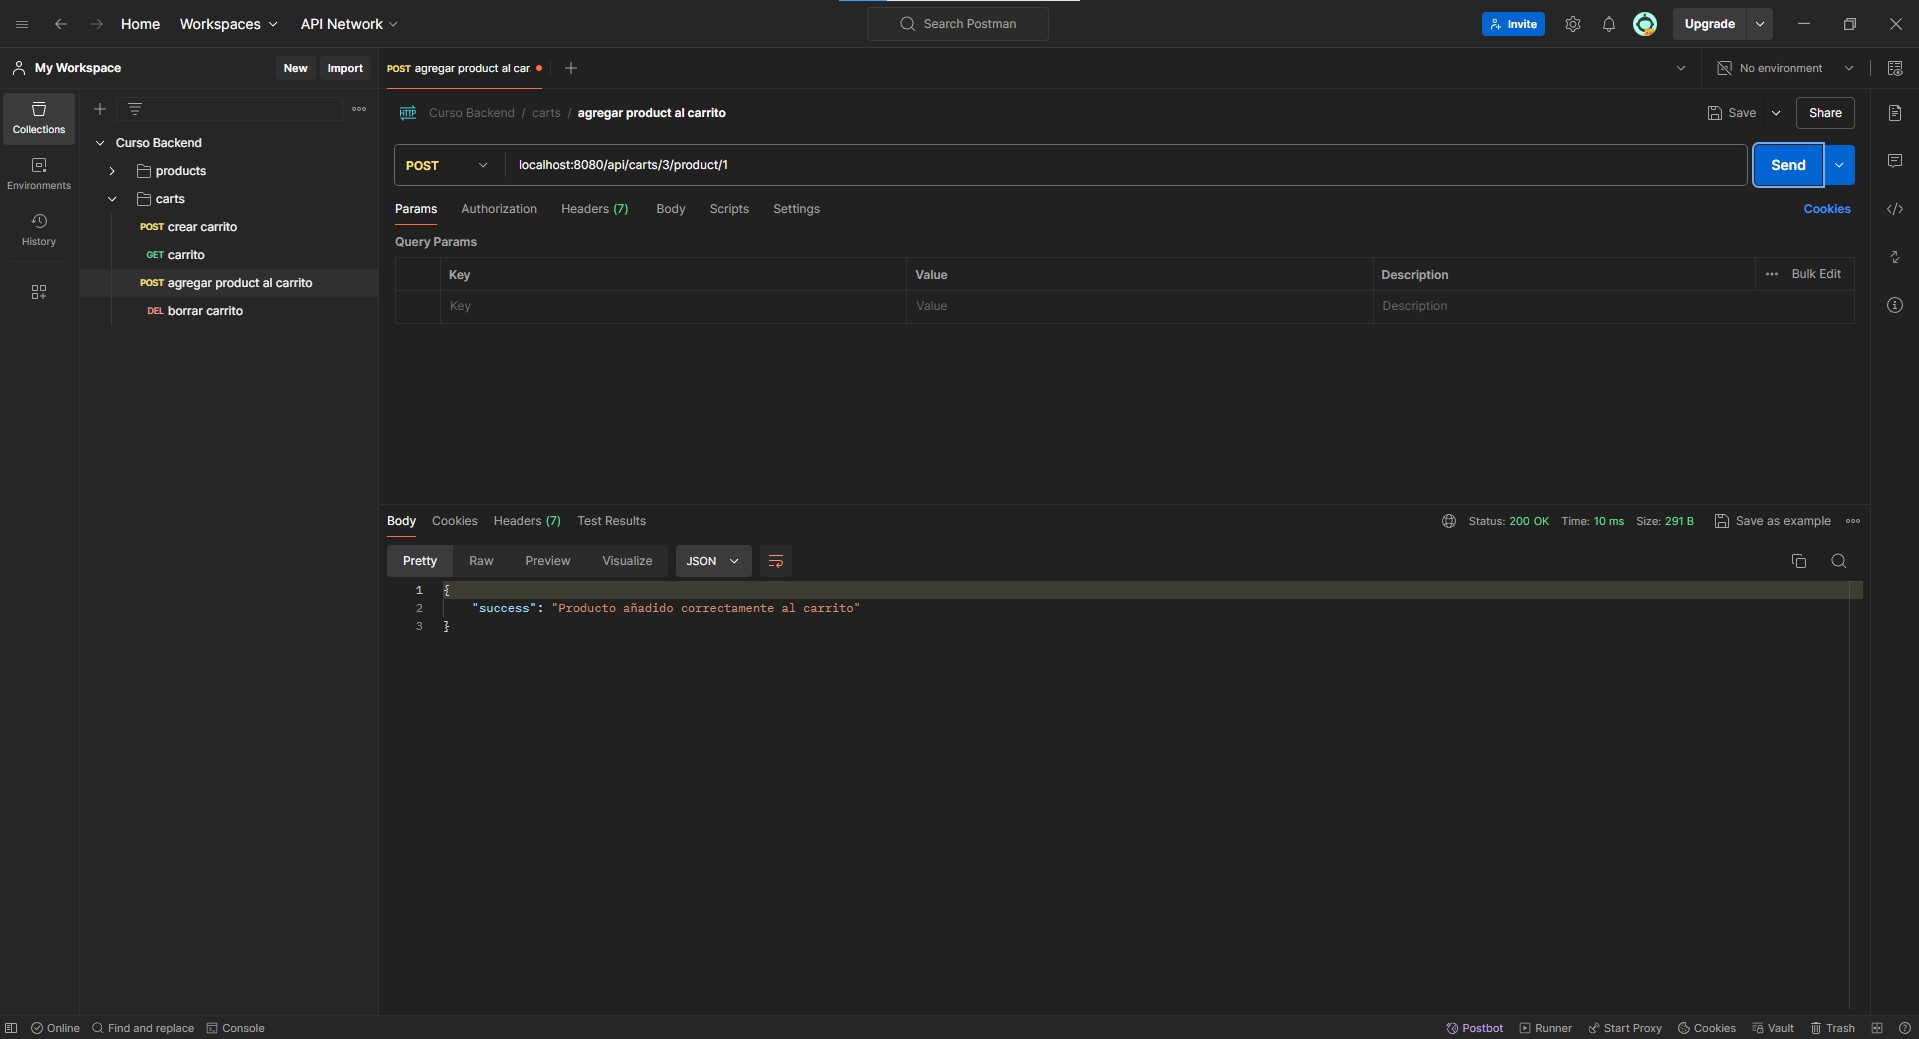 Home Workspaces API Network Search Postman Invite Upgrade
My Workspace New Import POST agregar product al car No environment
Curso Backend / carts / agregar product al carrito Save Share
Collections
Environments
History
Curso Backend
products
carts
POST crear carrito
GET carrito
POST agregar product al carrito
DEL borrar carrito
POST localhost:8080/api/carts/3/product/1 Send
Params Authorization Headers (7) Body Scripts Settings Cookies
Query Params
Key Value Description Bulk Edit
Key Value Description
Body Cookies Headers (7) Test Results Status: 200 OK Time: 10 ms Size: 291 B Save as example
Pretty Raw Preview Visualize JSON
1 {
2 "success": "Producto añadido correctamente al carrito"
3 }
Online Find and replace Console Postbot Runner Start Proxy Cookies Vault Trash